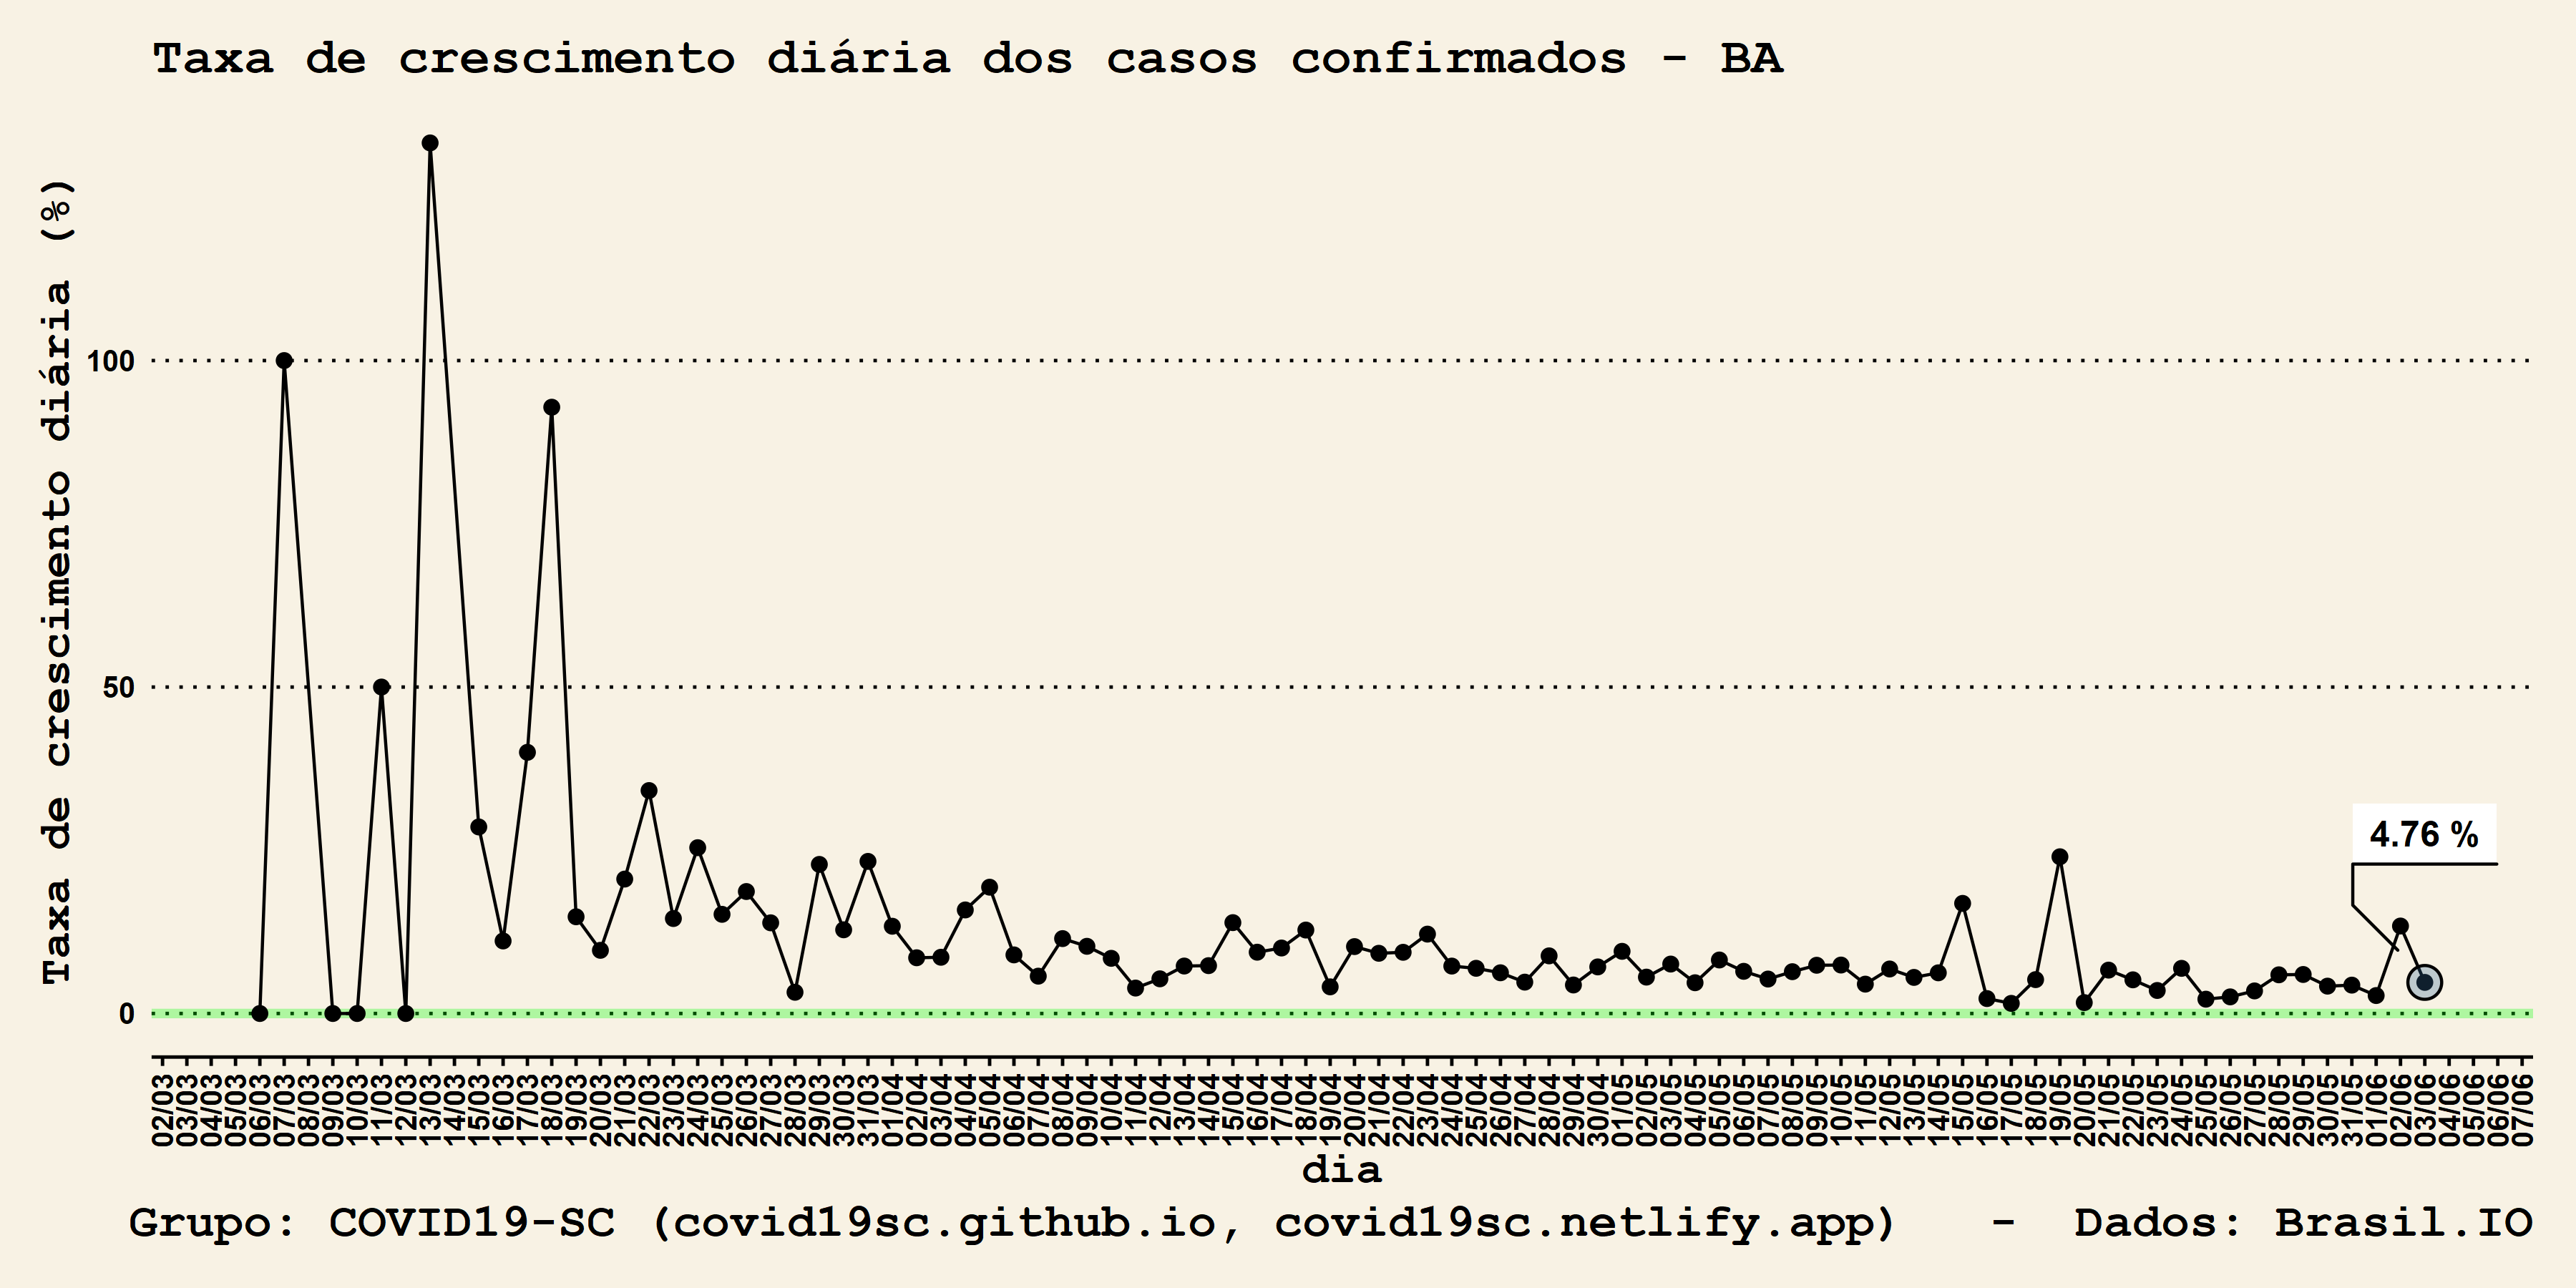 Taxa de crescimento diária dos casos confirmados - BA
Taxa de crescimento diária (%)
100
50
0
4.76 %
02/03 03/03 04/03 05/03 06/03 07/03 08/03 09/03 10/03 11/03 12/03 13/03 14/03 15/03 16/03 17/03 18/03 19/03 20/03 21/03 22/03 23/03 24/03 25/03 26/03 27/03 28/03 29/03 30/03 31/03 01/04 02/04 03/04 04/04 05/04 06/04 07/04 08/04 09/04 10/04 11/04 12/04 13/04 14/04 15/04 16/04 17/04 18/04 19/04 20/04 21/04 22/04 23/04 24/04 25/04 26/04 27/04 28/04 29/04 30/04 01/05 02/05 03/05 04/05 05/05 06/05 07/05 08/05 09/05 10/05 11/05 12/05 13/05 14/05 15/05 16/05 17/05 18/05 19/05 20/05 21/05 22/05 23/05 24/05 25/05 26/05 27/05 28/05 29/05 30/05 31/05 01/06 02/06 03/06 04/06 05/06 06/06 07/06
dia
Grupo: COVID19-SC (covid19sc.github.io, covid19sc.netlify.app) - Dados: Brasil.IO